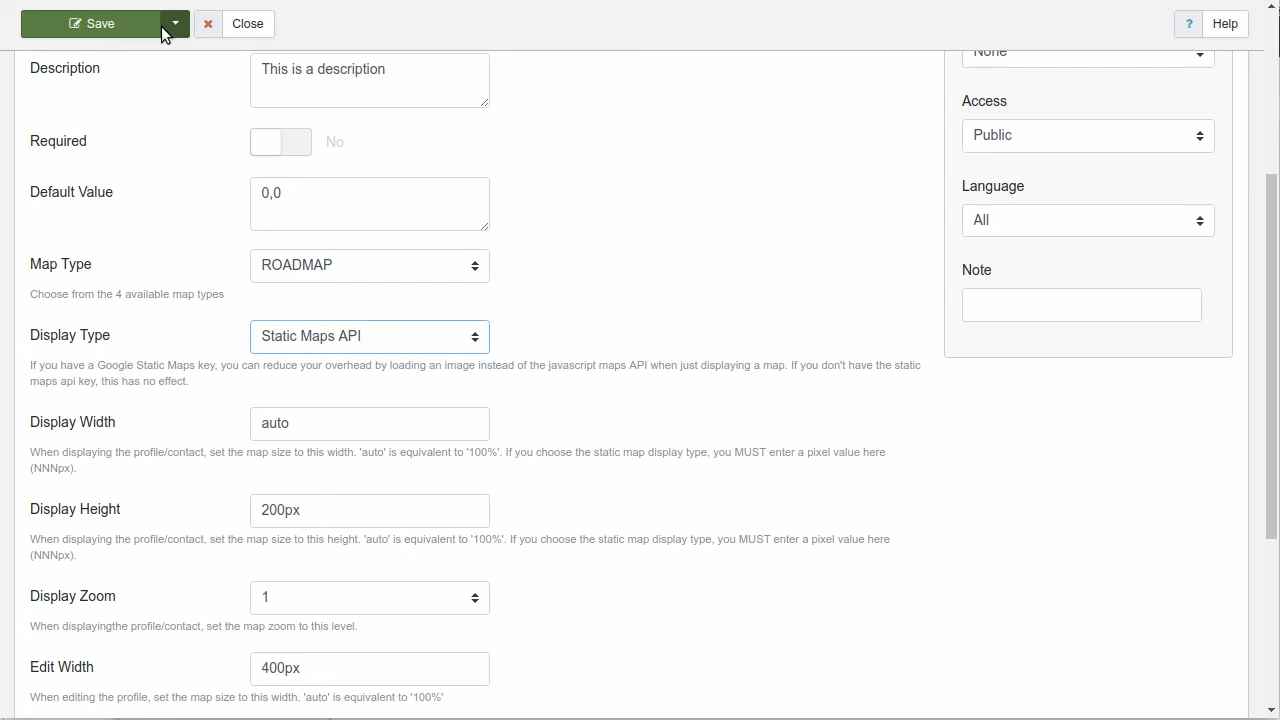 Save
Close
? Help
Description
This is a description
Required
No
Default Value
0,0
Map Type
ROADMAP
Choose from the 4 available map types
Display Type
Static Maps API
If you have a Google Static Maps key. you can reduce your overhead by loading an image instead of the javascript maps API when just displaying a map. If you don't have the static
maps api key, this has no effect.
Display Width
auto
When displaying the profile/contact, set the map size to this width. 'auto' is equivalent to '100%'. If you choose the static map display type, you MUST enter a pixel value here
(NNNpx).
Display Height
200px
When displaying the profile/contact, set the map size to this height. 'auto' is equivalent to '100%'. If you choose the static map display type, you MUST enter a pixel value here
(NNNpx).
Display Zoom
1
When displayingthe profile/contact, set the map zoom to this level.
Edit Width
400px
When editing the profile, set the map size to this width. 'auto' is equivalent to '100%'
None
Access
Public
Language
All
Note